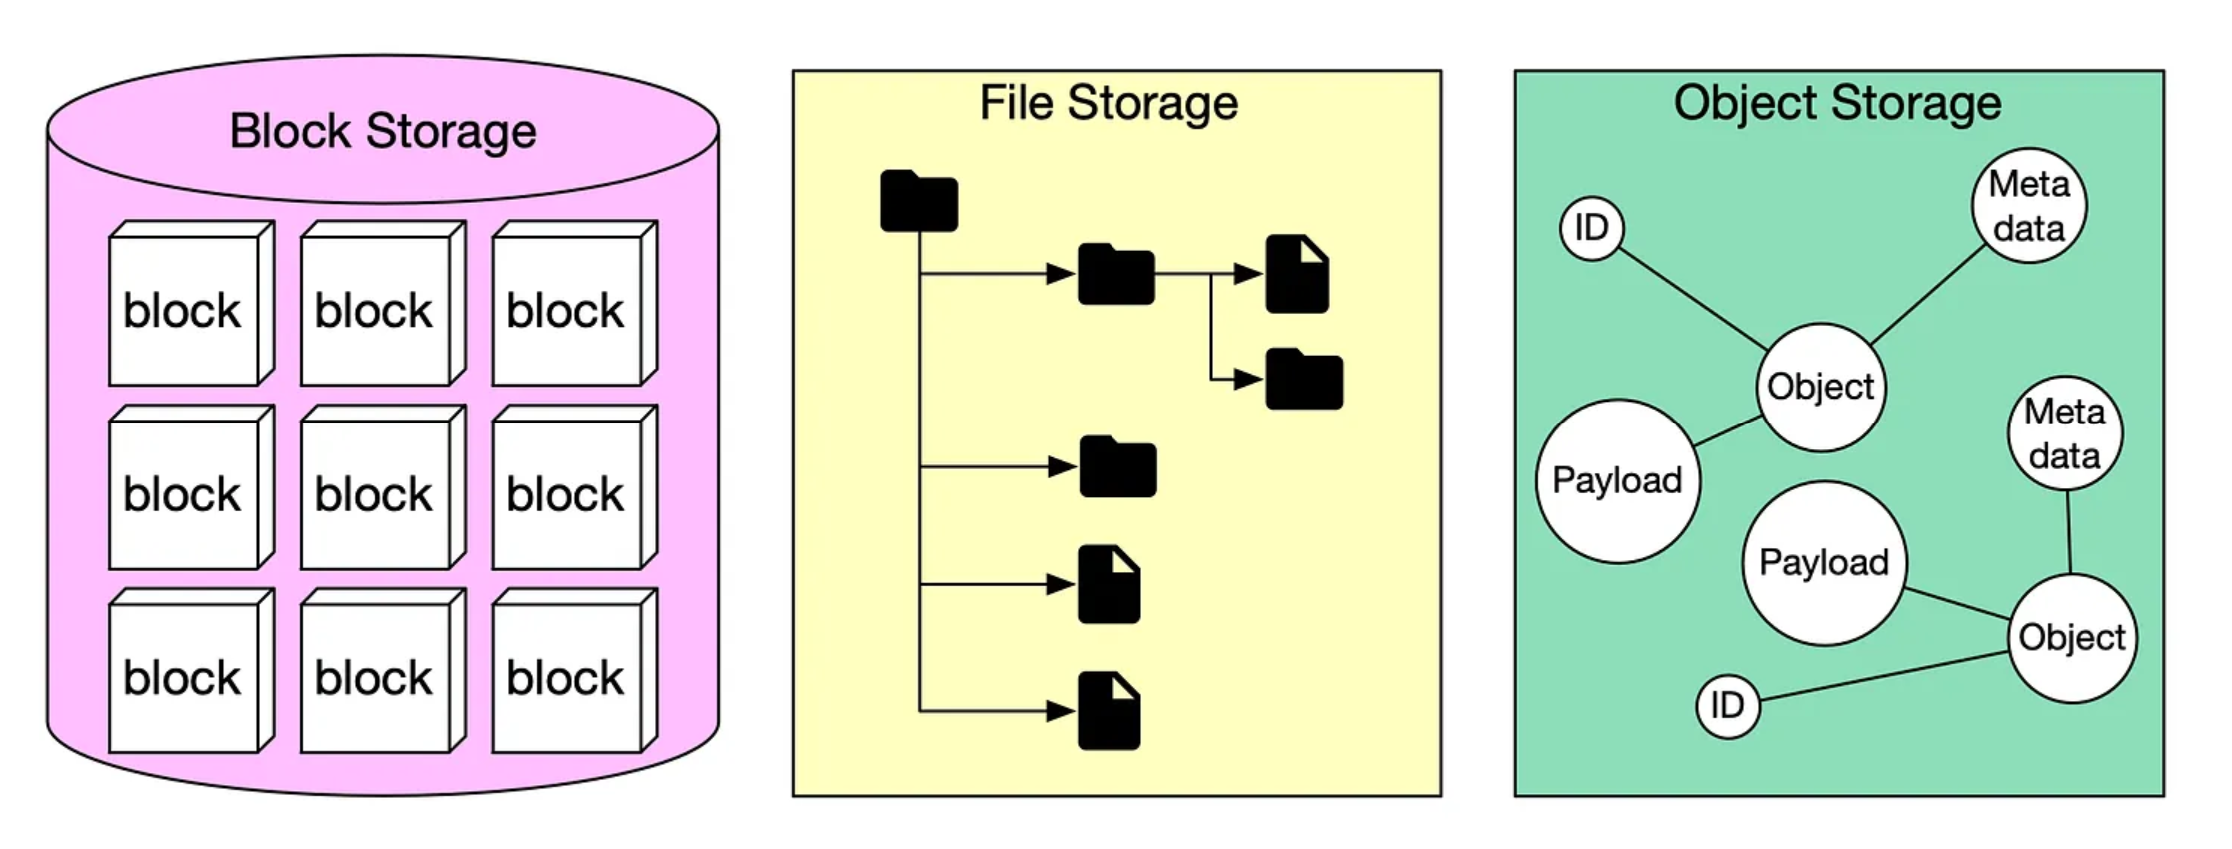 Block Storage
block
block
block
block
block
block
block
block
block
File Storage
Object Storage
ID
Meta
data
Object
Payload
Meta
data
Payload
Object
ID